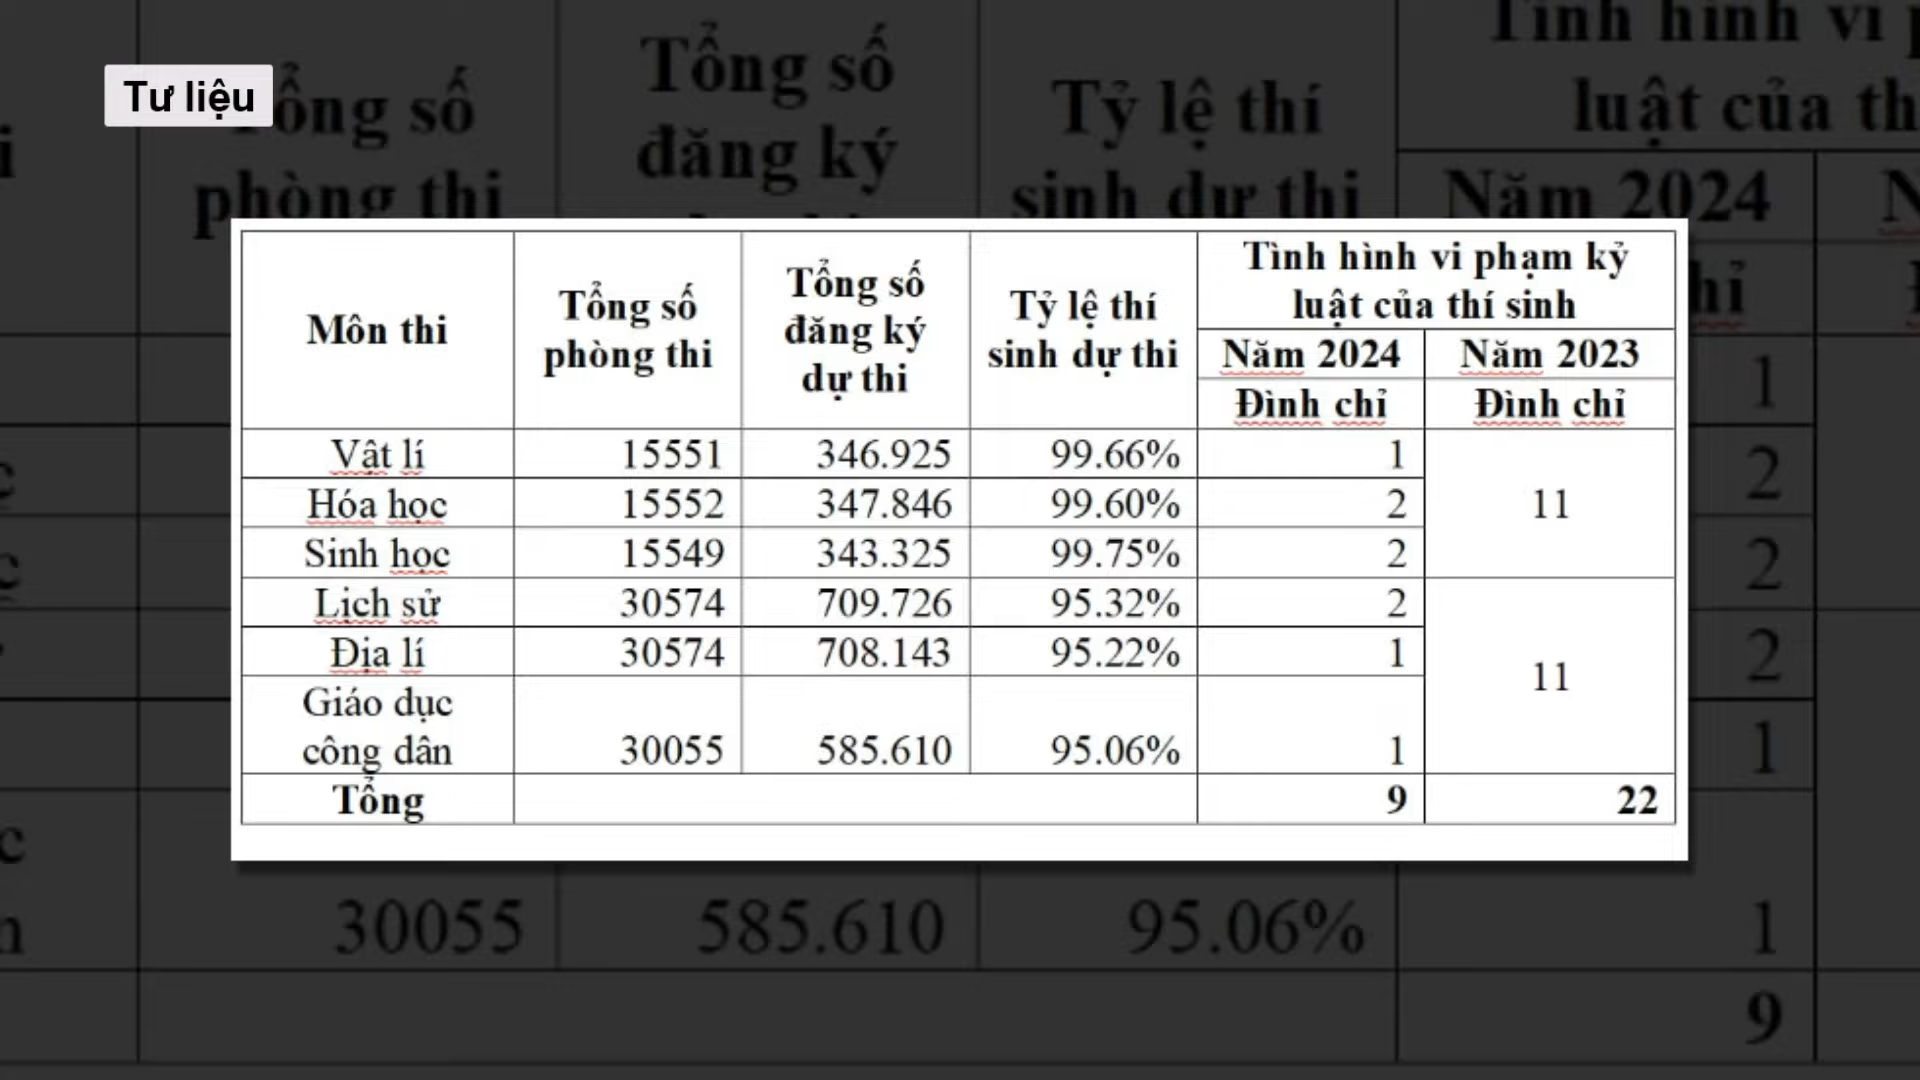 Tư liệu
Môn thi
Tổng số
phòng thi
Tổng số
đăng ký
dự thi
Tỷ lệ thí
sinh dự thi
Tình hình vi phạm kỷ
luật của thí sinh
Năm 2024
Năm 2023
Đình chỉ
Đình chỉ
Vật lí 15551 346.925 99.66% 1
Hóa học 15552 347.846 99.60% 2
11
Sinh học 15549 343.325 99.75% 2
Lịch sử 30574 709.726 95.32% 2
Địa lí 30574 708.143 95.22% 1
11
Giáo dục
công dân 30055 585.610 95.06% 1
Tổng 9 22